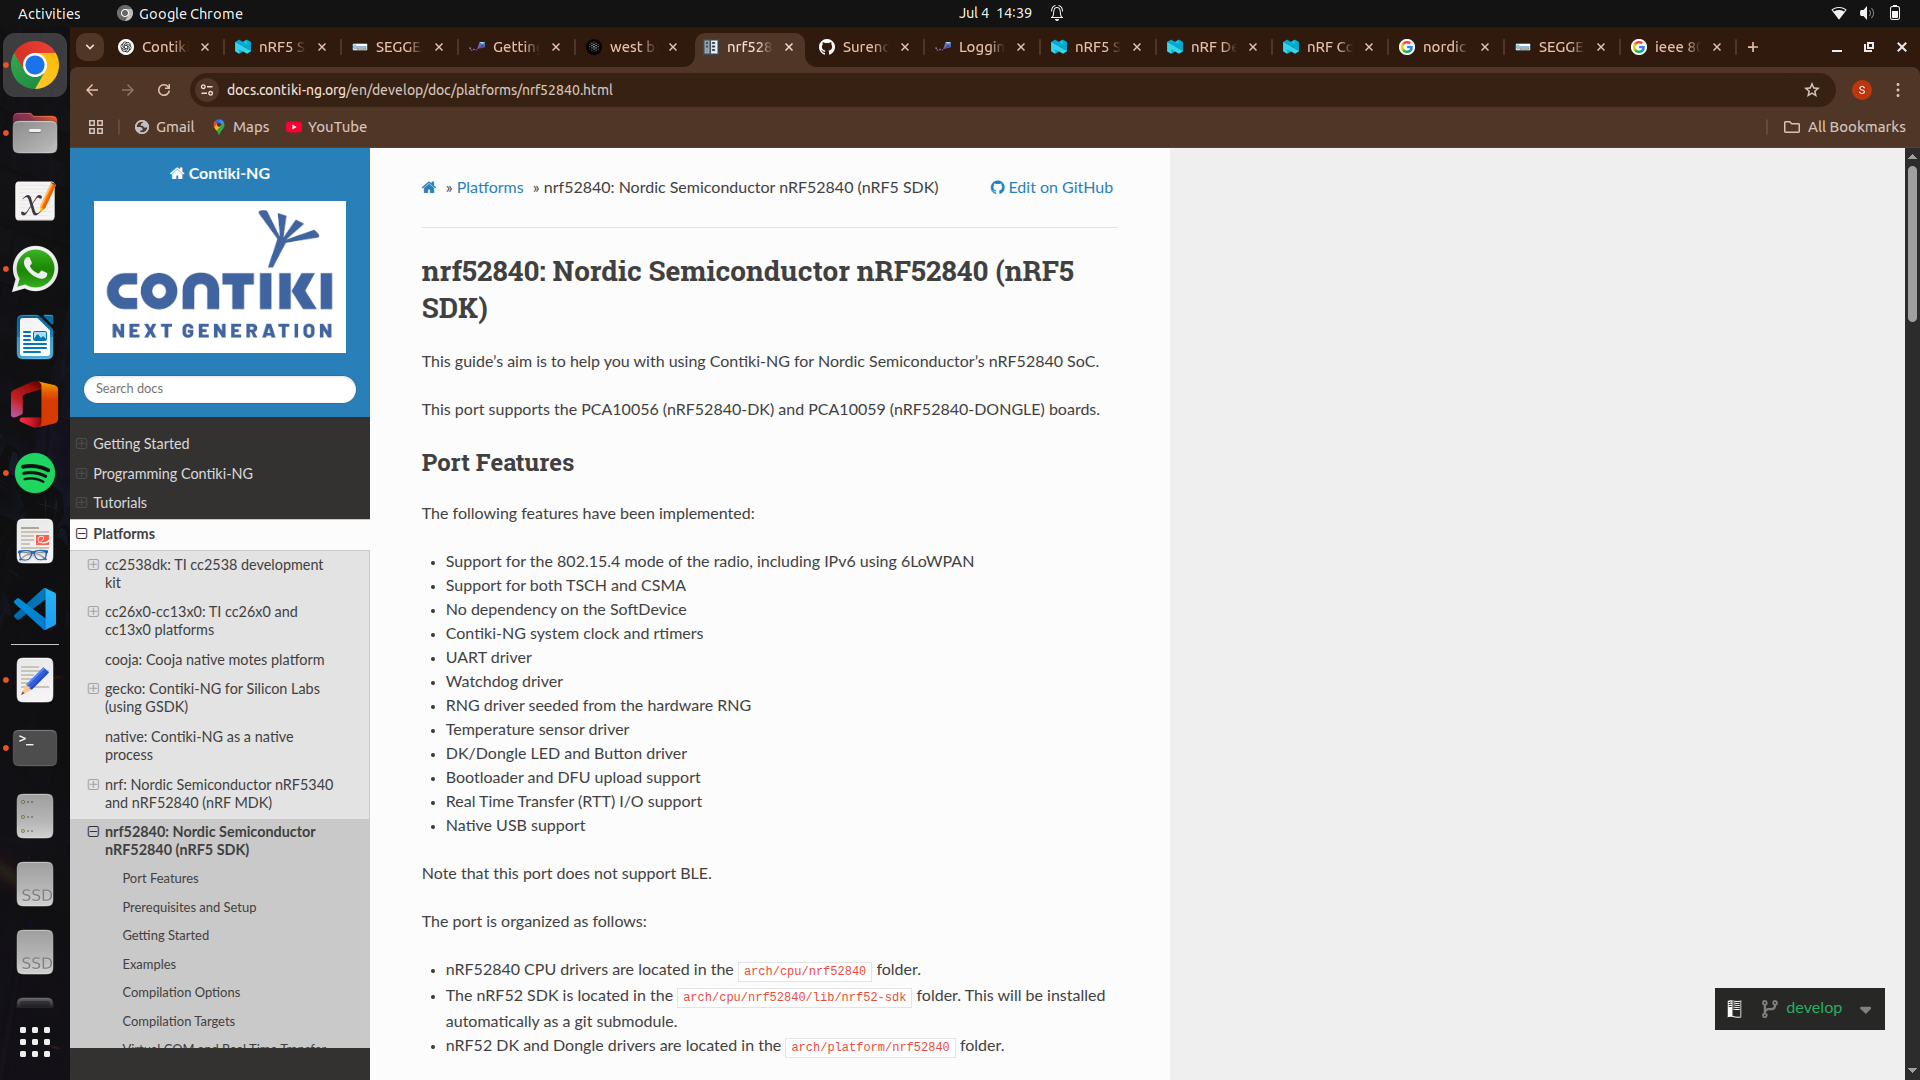 Activities
Google Chrome
Jul 4 14:39
Contik
nRF5 S
SEGGE
Getting
west b
nrf528
Surend
Loggin
nRF5 S
nRF De
nRF Co
nordic
SEGGE
ieee 80
docs.contiki-ng.org/en/develop/doc/platforms/nrf52840.html
S
Gmail
Maps
YouTube
All Bookmarks
Contiki-NG
CONTIKI
NEXT GENERATION
Search docs
Getting Started
Programming Contiki-NG
Tutorials
Platforms
cc2538dk: TI cc2538 development
kit
cc26x0-cc13x0: TI cc26x0 and
cc13x0 platforms
cooja: Cooja native motes platform
gecko: Contiki-NG for Silicon Labs
(using GSDK)
native: Contiki-NG as a native
process
nrf: Nordic Semiconductor nRF5340
and nRF52840 (nRF MDK)
nrf52840: Nordic Semiconductor
nRF52840 (nRF5 SDK)
Port Features
Prerequisites and Setup
Getting Started
Examples
Compilation Options
Compilation Targets
Virtual COM and Real Time Transfer
» Platforms » nrf52840: Nordic Semiconductor nRF52840 (nRF5 SDK)
Edit on GitHub
nrf52840: Nordic Semiconductor nRF52840 (nRF5
SDK)
This guide’s aim is to help you with using Contiki-NG for Nordic Semiconductor’s nRF52840 SoC.
This port supports the PCA10056 (nRF52840-DK) and PCA10059 (nRF52840-DONGLE) boards.
Port Features
The following features have been implemented:
• Support for the 802.15.4 mode of the radio, including IPv6 using 6LoWPAN
• Support for both TSCH and CSMA
• No dependency on the SoftDevice
• Contiki-NG system clock and rtimers
• UART driver
• Watchdog driver
• RNG driver seeded from the hardware RNG
• Temperature sensor driver
• DK/Dongle LED and Button driver
• Bootloader and DFU upload support
• Real Time Transfer (RTT) I/O support
• Native USB support
Note that this port does not support BLE.
The port is organized as follows:
• nRF52840 CPU drivers are located in the arch/cpu/nrf52840 folder.
• The nRF52 SDK is located in the arch/cpu/nrf52840/lib/nrf52-sdk folder. This will be installed
automatically as a git submodule.
• nRF52 DK and Dongle drivers are located in the arch/platform/nrf52840 folder.
develop
SSD
SSD